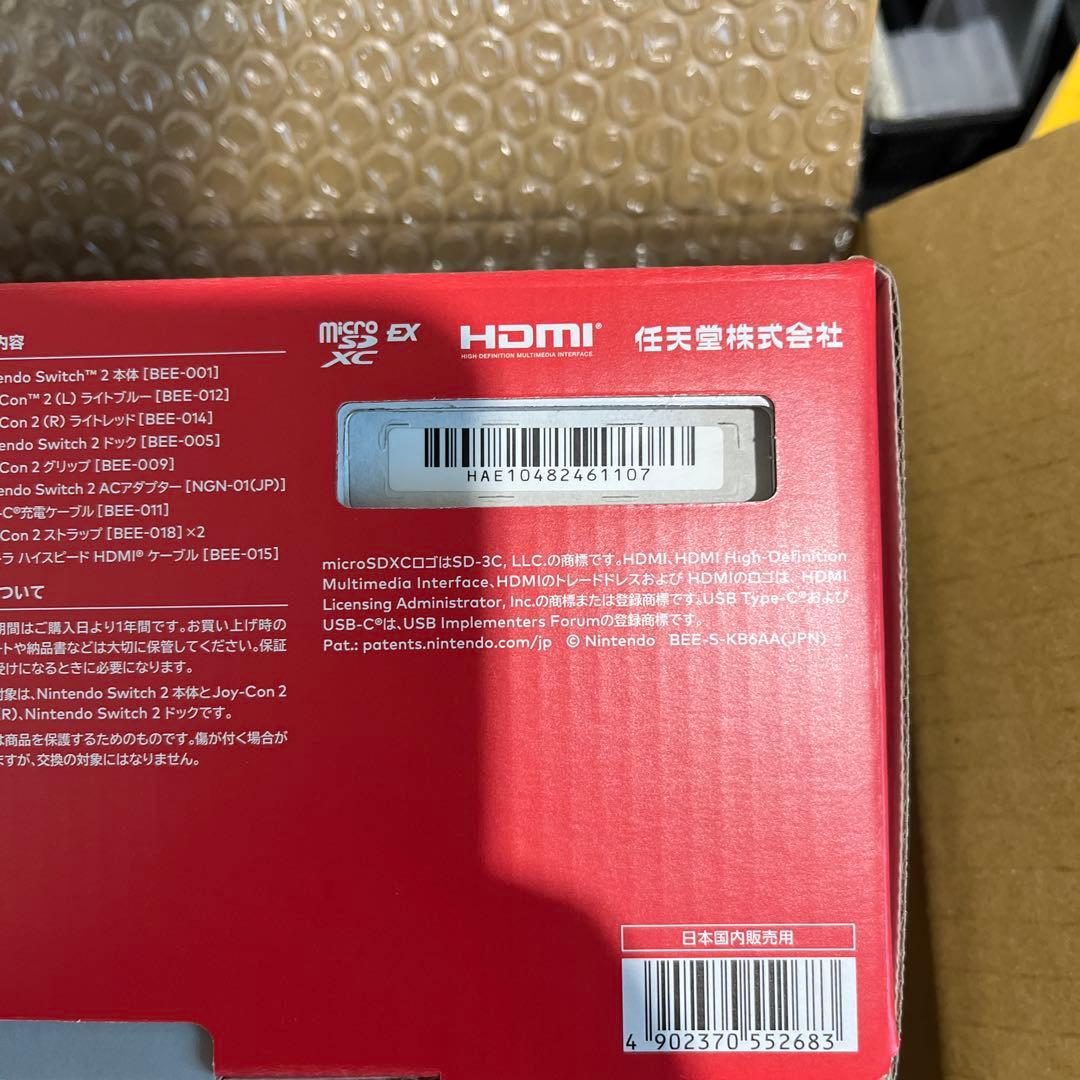 内容
endo Switch™ 2 本体 [BEE-001]
Con™ 2 (L) ライトブルー [BEE-012]
Con 2 (R) ライトレッド [BEE-014]
endo Switch 2 ドック [BEE-005]
Con 2 グリップ [BEE-009]
endo Switch 2 ACアダプター [NGN-01(JP)]
-C®充電ケーブル [BEE-011]
Con 2 ストラップ [BEE-018] ×2
トラ ハイスピード HDMI® ケーブル [BEE-015]
ついて
期間はご購入日より1年間です。お買い上げ時の
ートや納品書などは大切に保管してください。保証
受けになるときに必要になります。
対象は、Nintendo Switch 2 本体と Joy-Con 2
(R)、Nintendo Switch 2 ドックです。
は商品を保護するためのものです。傷が付く場合が
ますが、交換の対象にはなりません。
micro SD XC EX
HDMI®
HIGH-DEFINITION MULTIMEDIA INTERFACE
任天堂株式会社
HAE10482461107
microSDXCロゴはSD-3C, LLC.の商標です。HDMI、HDMI High-Definition
Multimedia Interface、HDMIのトレードドレスおよび HDMIのロゴは、HDMI
Licensing Administrator, Inc.の商標または登録商標です。USB Type-C®および
USB-C®は、USB Implementers Forumの登録商標です。
Pat.: patents.nintendo.com/jp © Nintendo BEE-S-KB6AA(JPN)
日本国内販売用
4 902370 552683